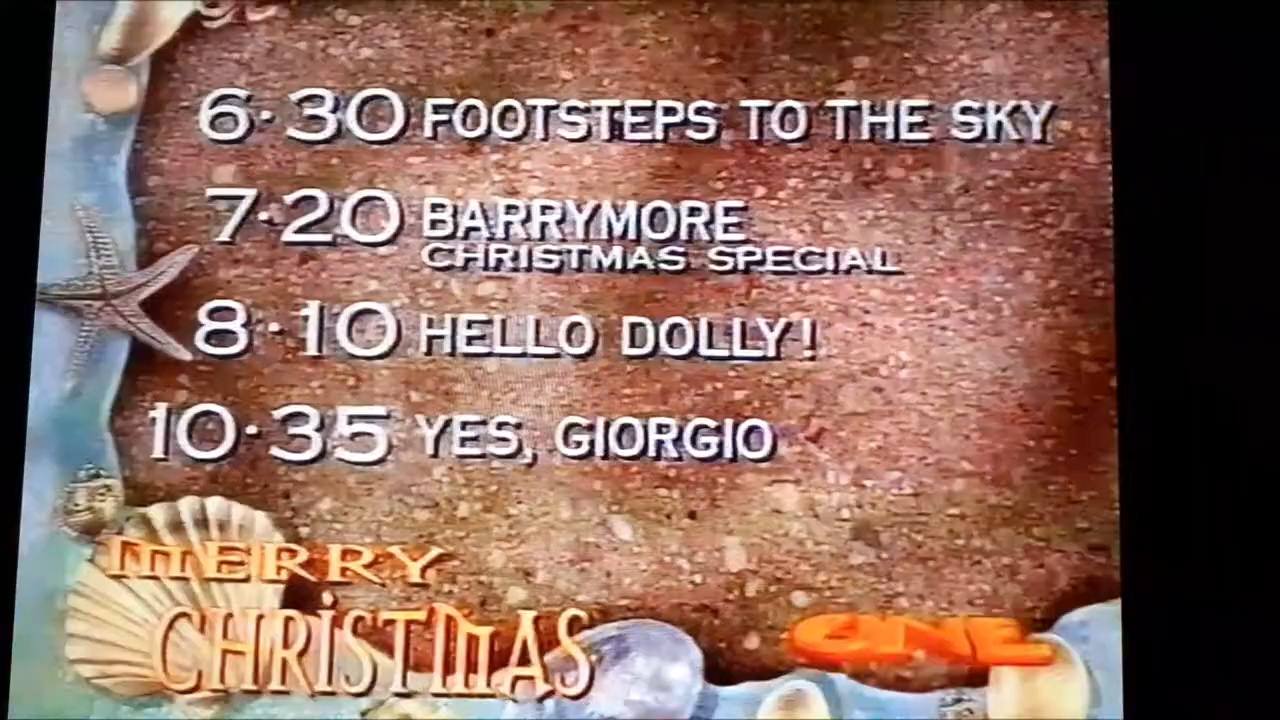 6·30 FOOTSTEPS TO THE SKY
7·20 BARRYMORE
CHRISTMAS SPECIAL
8·10 HELLO DOLLY!
10·35 YES, GIORGIO
MERRY
CHRISTMAS
ONE